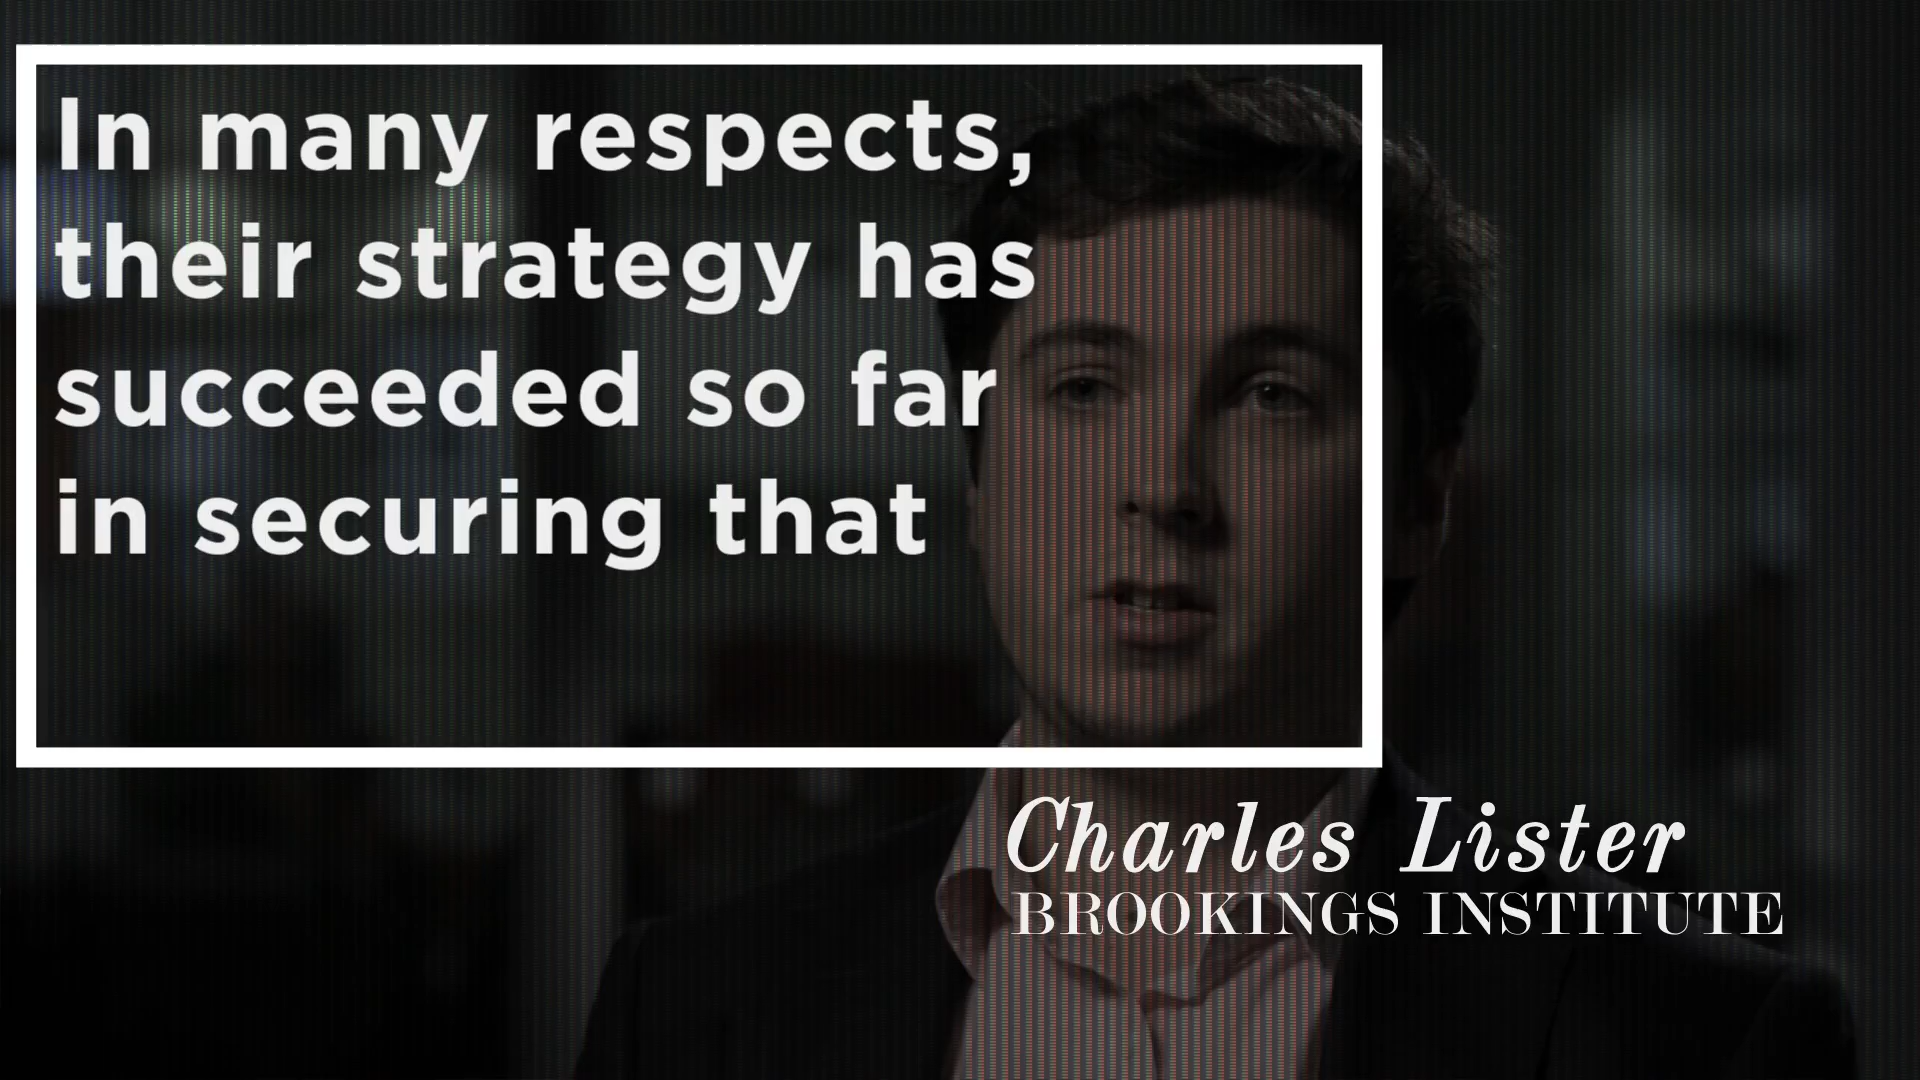 In many respects,
their strategy has
succeeded so far
in securing that
Charles Lister
BROOKINGS INSTITUTE